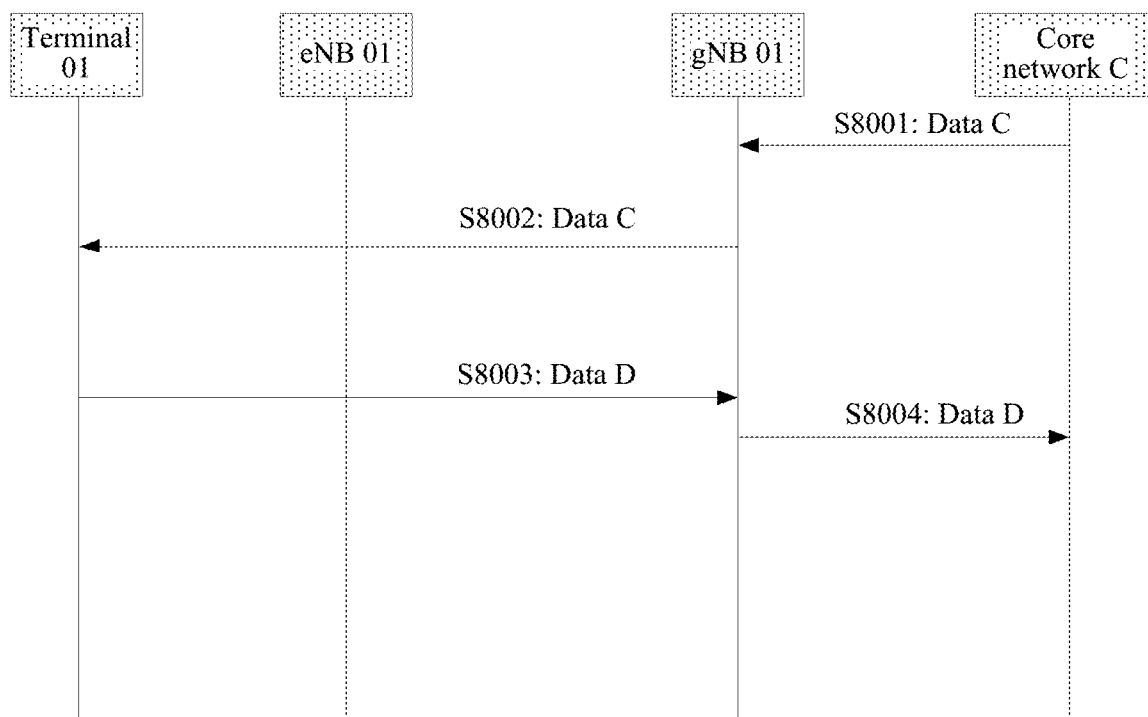 Terminal
01
eNB 01
gNB 01
Core
network C
S8001: Data C
S8002: Data C
S8003: Data D
S8004: Data D